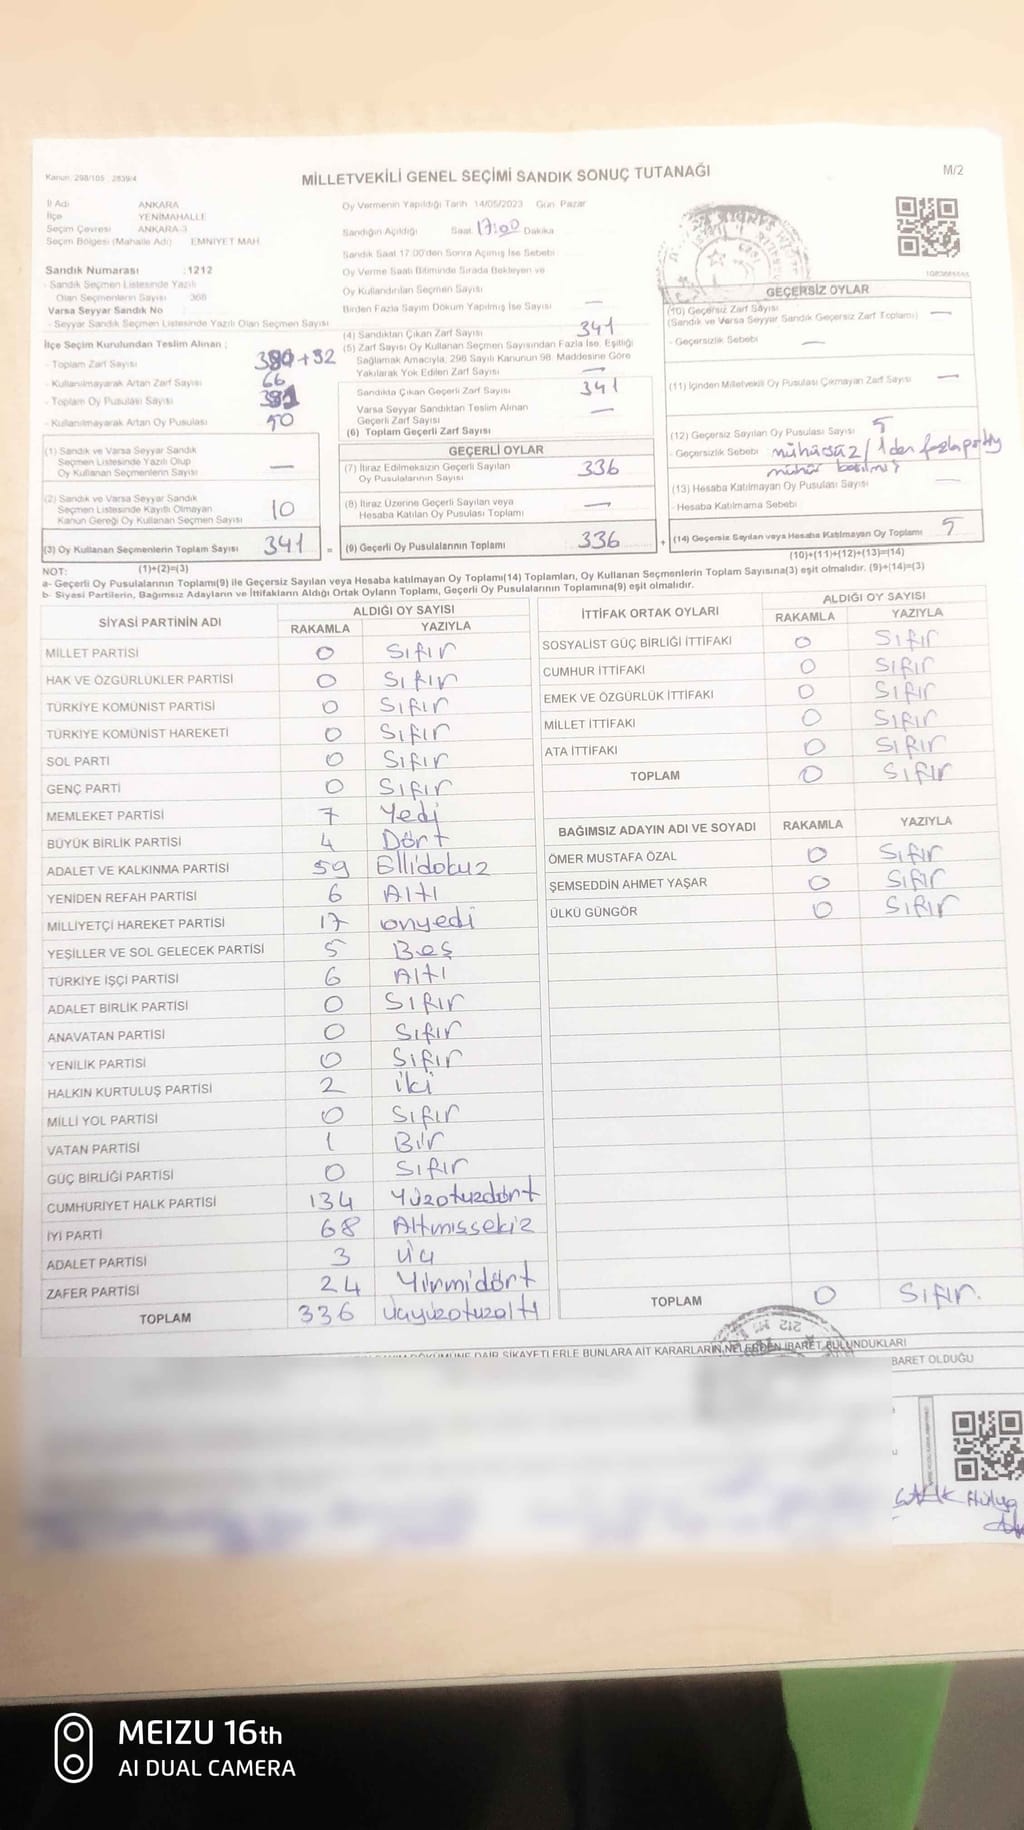 Kanun: 298/105 2839/4
MİLLETVEKİLİ GENEL SEÇİMİ SANDIK SONUÇ TUTANAĞI
M/2
İl Adı ANKARA
İlçe YENİMAHALLE
Seçim Çevresi ANKARA-3
Seçim Bölgesi (Mahalle Adı) EMNİYET MAH.
Sandık Numarası : 1212
- Sandık Seçmen Listesinde Yazılı
Olan Seçmenlerin Sayısı 368
Varsa Seyyar Sandık No
- Seyyar Sandık Seçmen Listesinde Yazılı Olan Seçmen Sayısı
İlçe Seçim Kurulundan Teslim Alınan ;
- Toplam Zarf Sayısı +32
- Kullanılmayarak Artan Zarf Sayısı 66
- Toplam Oy Pusulası Sayısı
- Kullanılmayarak Artan Oy Pusulası 50
(1) Sandık ve Varsa Seyyar Sandık
Seçmen Listesinde Yazılı Olup
Oy Kullanan Seçmenlerin Sayısı —
(2) Sandık ve Varsa Seyyar Sandık
Seçmen Listesinde Kayıtlı Olmayan
Kanun Gereği Oy Kullanan Seçmen Sayısı 10
(3) Oy Kullanan Seçmenlerin Toplam Sayısı 341 =
(1)+(2)=(3)
Oy Vermenin Yapıldığı Tarih 14/05/2023 Gün: Pazar
Sandığın Açıldığı Saat: 17:00 Dakika
Sandık Saat 17:00'den Sonra Açımış İse Sebebi
Oy Verme Saati Bitiminde Sırada Bekleyen ve
Oy Kullandırılan Seçmen Sayısı
Birden Fazla Sayım Döküm Yapılmış İse Sayısı —
(4) Sandıktan Çıkan Zarf Sayısı 341
(5) Zarf Sayısı Oy Kullanan Seçmen Sayısından Fazla İse, Eşitliği
Sağlamak Amacıyla, 298 Sayılı Kanunun 98. Maddesine Göre
Yakılarak Yok Edilen Zarf Sayısı —
Sandıkta Çıkan Geçerli Zarf Sayısı 341
Varsa Seyyar Sandıktan Teslim Alınan
Geçerli Zarf Sayısı —
(6) Toplam Geçerli Zarf Sayısı
GEÇERLİ OYLAR
(7) İtiraz Edilmeksizin Geçerli Sayılan
Oy Pusulasının Sayısı 336
(8) İtiraz Üzerine Geçerli Sayılan veya
Hesaba Katılan Oy Pusulası Toplamı —
(9) Geçerli Oy Pusulalarının Toplamı 336 +
GEÇERSİZ OYLAR
(10) Geçersiz Zarf Sayısı
(Sandık ve Varsa Seyyar Sandık Geçersiz Zarf Toplamı) —
- Geçersizlik Sebebi —
(11) İçinden Milletvekili Oy Pusulası Çıkmayan Zarf Sayısı —
(12) Geçersiz Sayılan Oy Pusulası Sayısı 5
- Geçersizlik Sebebi mühürsüz / 1 den fazla partiy
mühür basılmış
(13) Hesaba Katılmayan Oy Pusulası Sayısı —
- Hesaba Katılmama Sebebi
(14) Geçersiz Sayılan veya Hesaba Katılmayan Oy Toplamı 5
(10)+(11)+(12)+(13)=(14)
NOT:
a- Geçerli Oy Pusulalarının Toplamı(9) ile Geçersiz Sayılan veya Hesaba katılmayan Oy Toplamı(14) Toplamları, Oy Kullanan Seçmenlerin Toplam Sayısına(3) eşit olmalıdır. (9)+(14)=(3)
b- Siyasi Partilerin, Bağımsız Adayların ve İttifakların Aldığı Ortak Oyların Toplamı, Geçerli Oy Pusulasının Toplamına(9) eşit olmalıdır.
SİYASİ PARTİNİN ADI ALDIĞI OY SAYISI
RAKAMLA YAZIYLA
MİLLET PARTİSİ 0 Sıfır
HAK VE ÖZGÜRLÜKLER PARTİSİ 0 Sıfır
TÜRKİYE KOMÜNİST PARTİSİ 0 Sıfır
TÜRKİYE KOMÜNİST HAREKETİ 0 Sıfır
SOL PARTİ 0 Sıfır
GENÇ PARTİ 0 Sıfır
MEMLEKET PARTİSİ 7 Yedi
BÜYÜK BİRLİK PARTİSİ 4 Dört
ADALET VE KALKINMA PARTİSİ 59 Ellidokuz
YENİDEN REFAH PARTİSİ 6 Altı
MİLLİYETÇİ HAREKET PARTİSİ 17 onyedi
YEŞİLLER VE SOL GELECEK PARTİSİ 5 Beş
TÜRKİYE İŞÇİ PARTİSİ 6 Altı
ADALET BİRLİK PARTİSİ 0 Sıfır
ANAVATAN PARTİSİ 0 Sıfır
YENİLİK PARTİSİ 0 Sıfır
HALKIN KURTULUŞ PARTİSİ 2 iki
MİLLİ YOL PARTİSİ 0 Sıfır
VATAN PARTİSİ 1 Bir
GÜÇ BİRLİĞİ PARTİSİ 0 Sıfır
CUMHURİYET HALK PARTİSİ 134 Yüzotuzdört
İYİ PARTİ 68 Altmışsekiz
ADALET PARTİSİ 3 üç
ZAFER PARTİSİ 24 Yirmidört
TOPLAM 336 üçyüzotuzaltı
İTTİFAK ORTAK OYLARI ALDIĞI OY SAYISI
RAKAMLA YAZIYLA
SOSYALİST GÜÇ BİRLİĞİ İTTİFAKI 0 Sıfır
CUMHUR İTTİFAKI 0 Sıfır
EMEK VE ÖZGÜRLÜK İTTİFAKI 0 Sıfır
MİLLET İTTİFAKI 0 Sıfır
ATA İTTİFAKI 0 Sıfır
TOPLAM 0 Sıfır
BAĞIMSIZ ADAYIN ADI VE SOYADI RAKAMLA YAZIYLA
ÖMER MUSTAFA ÖZAL 0 Sıfır
ŞEMSEDDİN AHMET YAŞAR 0 Sıfır
ÜLKÜ GÜNGÖR 0 Sıfır
TOPLAM 0 Sıfır.
DÖKÜMÜNE DAİR ŞİKAYETLERLE BUNLARA AİT KARARLARIN NELERDEN İBARET BULUNDUKLARI
BARET OLDUĞU
MEIZU 16th
AI DUAL CAMERA